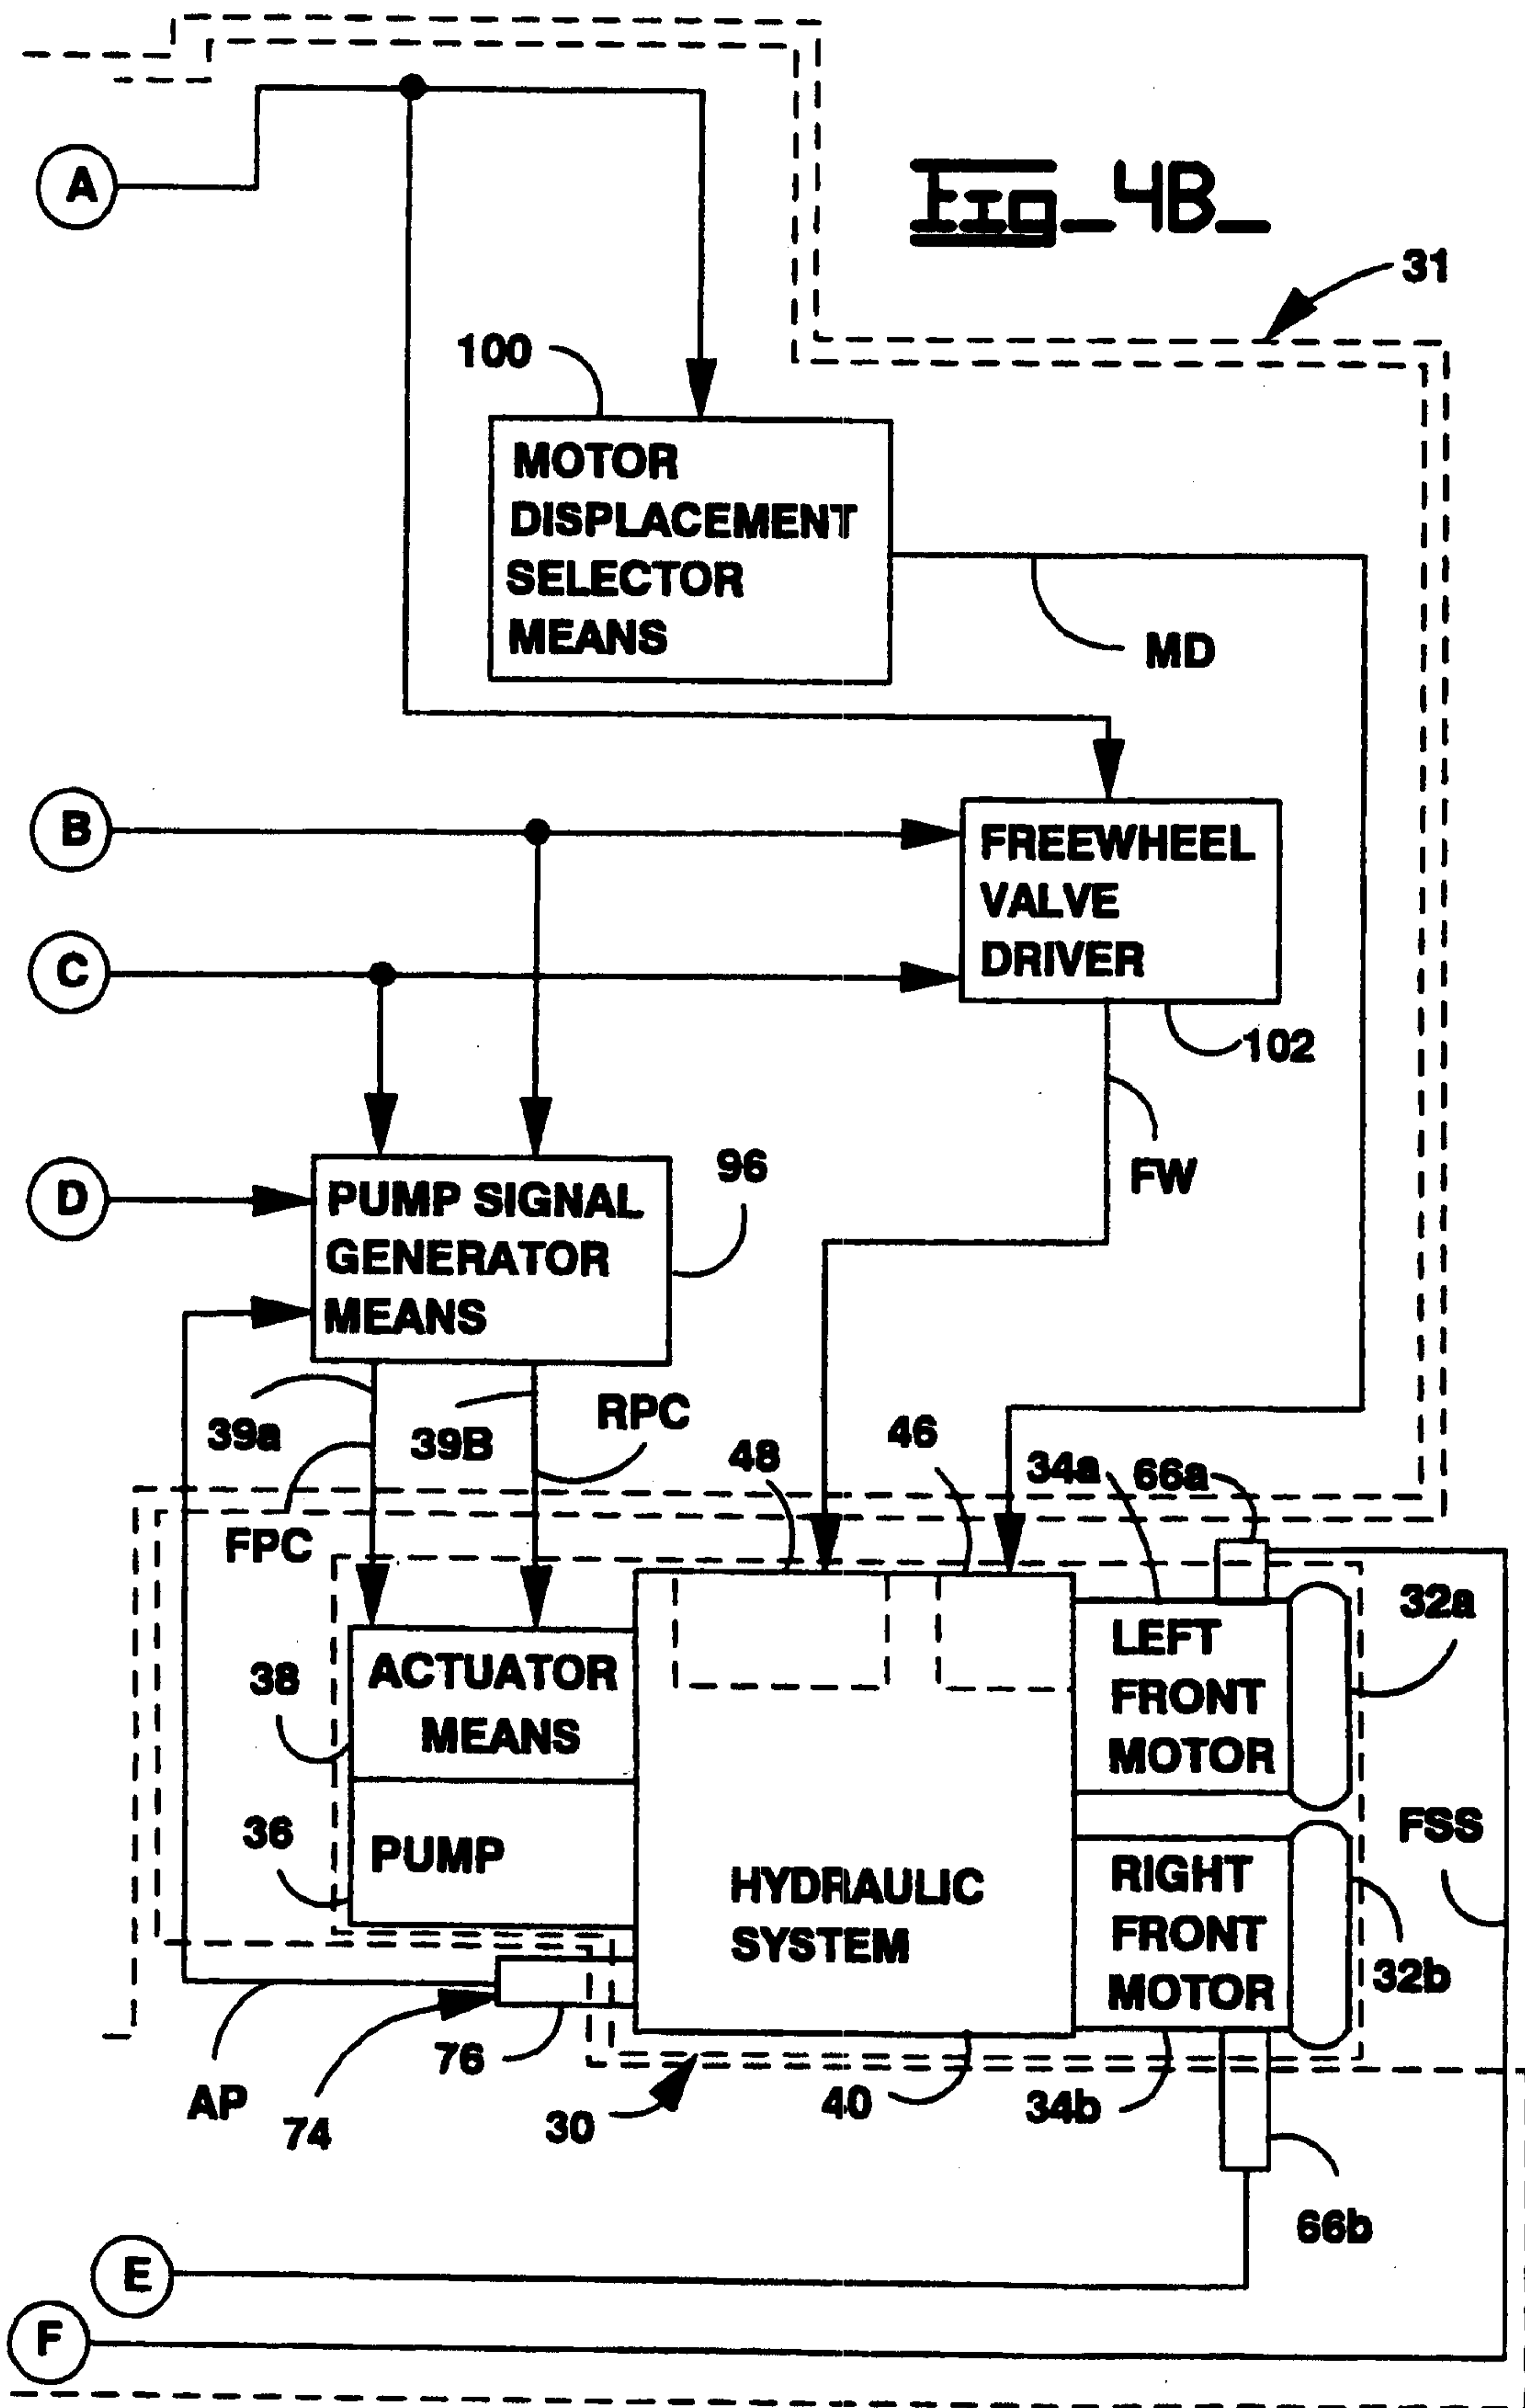 A
Fig_4B_
31
100
MOTOR
DISPLACEMENT
SELECTOR
MEANS
MD
B
FREEWHEEL
VALVE
DRIVER
C
102
FW
D
96
PUMP SIGNAL
GENERATOR
MEANS
39a
39B
RPC
48
46
34a
66a
FPC
32a
38
ACTUATOR
MEANS
LEFT
FRONT
MOTOR
36
PUMP
HYDRAULIC
SYSTEM
RIGHT
FRONT
MOTOR
FSS
32b
AP
74
76
30
40
34b
66b
E
F